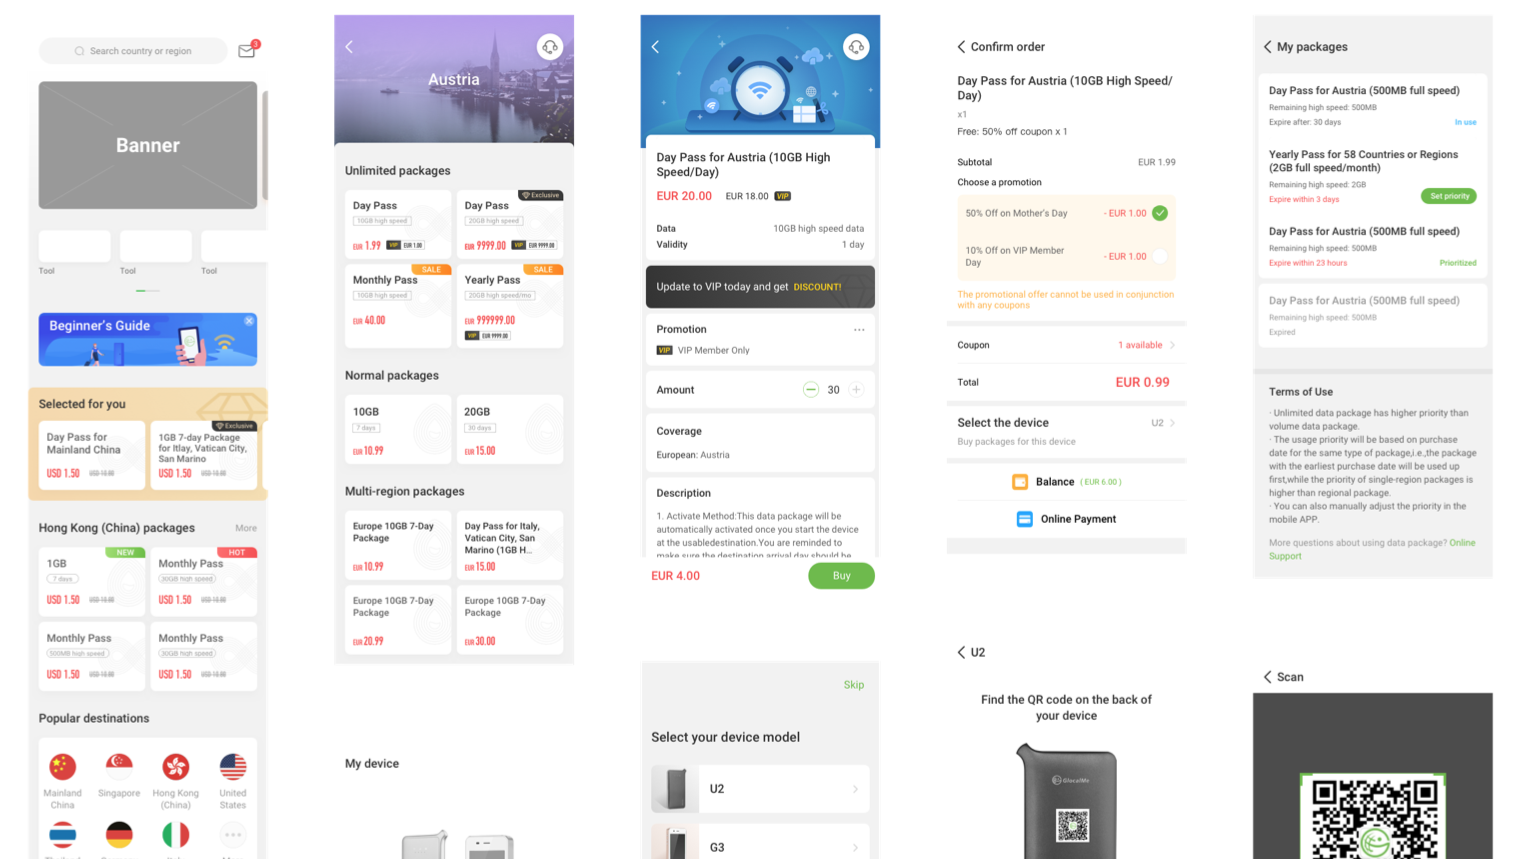 Search country or region
3
Banner
Tool
Tool
Tool
Beginner's Guide
Selected for you
Day Pass for
Mainland China
USD 1.50
USD 10.00
Exclusive
1GB 7-day Package
for Itlay, Vatican City,
San Marino
USD 1.50
USD 10.00
Hong Kong (China) packages
More
NEW
1GB
7 days
USD 1.50
USD 10.00
HOT
Monthly Pass
30GB high speed
USD 1.50
USD 10.00
Monthly Pass
500MB high speed
USD 1.50
USD 10.00
Monthly Pass
30GB high speed
USD 1.50
USD 10.00
Popular destinations
Mainland
China
Singapore
Hong Kong
(China)
United
States
Austria
Unlimited packages
Day Pass
10GB high speed
EUR 1.99
VIP EUR 1.00
Exclusive
Day Pass
20GB high speed
EUR 9999.00
VIP EUR 9999.00
SALE
Monthly Pass
10GB high speed
EUR 40.00
SALE
Yearly Pass
20GB high speed/mo
EUR 999999.00
VIP EUR 9999.00
Normal packages
10GB
7 days
EUR 10.99
20GB
30 days
EUR 15.00
Multi-region packages
Europe 10GB 7-Day
Package
EUR 10.99
Day Pass for Italy,
Vatican City, San
Marino (1GB H...
EUR 15.00
Europe 10GB 7-Day
Package
EUR 20.99
Europe 10GB 7-Day
Package
EUR 30.00
My device
Day Pass for Austria (10GB High
Speed/Day)
EUR 20.00
EUR 18.00 VIP
Data
10GB high speed data
Validity
1 day
Update to VIP today and get DISCOUNT!
Promotion
...
VIP VIP Member Only
Amount
30
Coverage
European: Austria
Description
1. Activate Method:This data package will be
automatically activated once you start the device
at the usabledestination.You are reminded to
make sure the destination arrival day should be
EUR 4.00
Buy
Skip
Select your device model
U2
G3
Confirm order
Day Pass for Austria (10GB High Speed/
Day)
x1
Free: 50% off coupon x 1
Subtotal
EUR 1.99
Choose a promotion
50% Off on Mother's Day
- EUR 1.00
10% Off on VIP Member
Day
- EUR 1.00
The promotional offer cannot be used in conjunction
with any coupons
Coupon
1 available
Total
EUR 0.99
Select the device
U2
Buy packages for this device
Balance ( EUR 6.00 )
Online Payment
U2
Find the QR code on the back of
your device
GlocalMe
My packages
Day Pass for Austria (500MB full speed)
Remaining high speed: 500MB
Expire after: 30 days
In use
Yearly Pass for 58 Countries or Regions
(2GB full speed/month)
Remaining high speed: 2GB
Expire within 3 days
Set priority
Day Pass for Austria (500MB full speed)
Remaining high speed: 500MB
Expire within 23 hours
Prioritized
Day Pass for Austria (500MB full speed)
Remaining high speed: 500MB
Expired
Terms of Use
· Unlimited data package has higher priority than
volume data package.
· The usage priority will be based on purchase
date for the same type of package,i.e.,the package
with the earliest purchase date will be used up
first,while the priority of single-region packages is
higher than regional package.
· You can also manually adjust the priority in the
mobile APP.
More questions about using data package? Online
Support
Scan